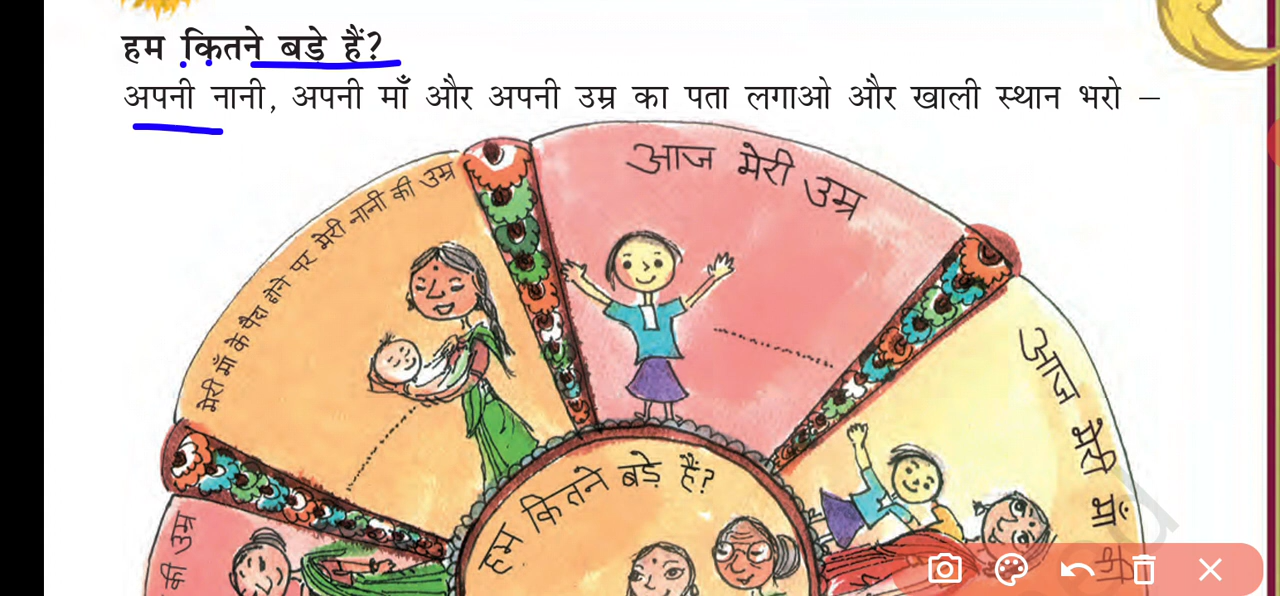 हम कितने बड़े हैं?
अपनी नानी, अपनी माँ और अपनी उम्र का पता लगाओ और खाली स्थान भरो –
मेरी माँ के पैदा होने पर मेरी नानी की उम्र
आज मेरी उम्र
आज मेरी माँ की
हम कितने बड़े हैं?
की उम्र